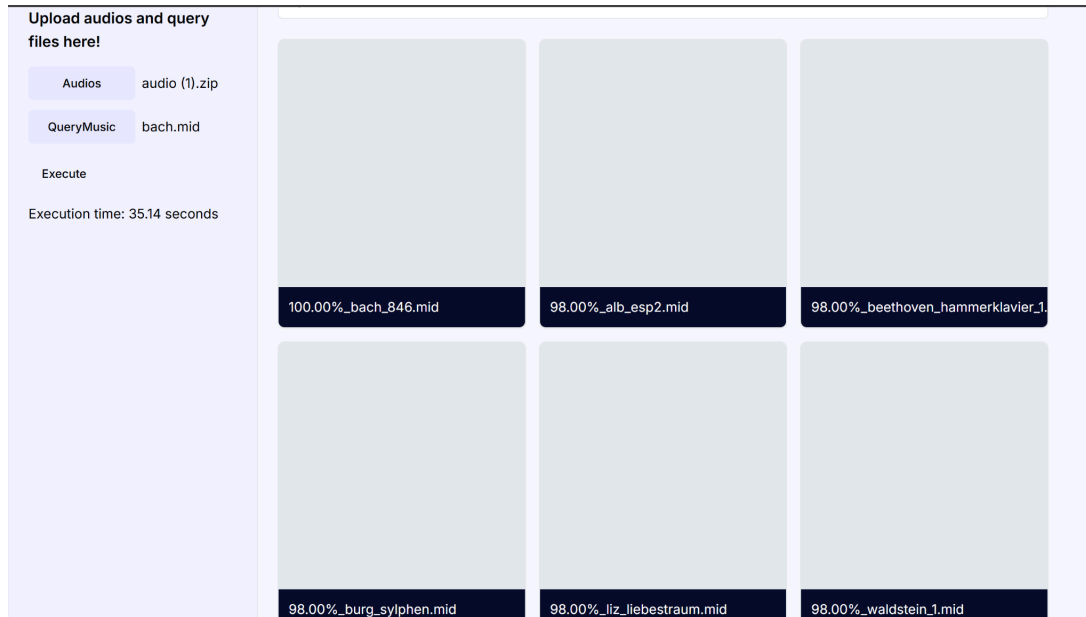 Upload audios and query
files here!
Audios audio (1).zip
QueryMusic bach.mid
Execute
Execution time: 35.14 seconds
100.00%_bach_846.mid 98.00%_alb_esp2.mid 98.00%_beethoven_hammerklavier_1.
98.00%_burg_sylphen.mid 98.00%_liz_liebestraum.mid 98.00%_waldstein_1.mid